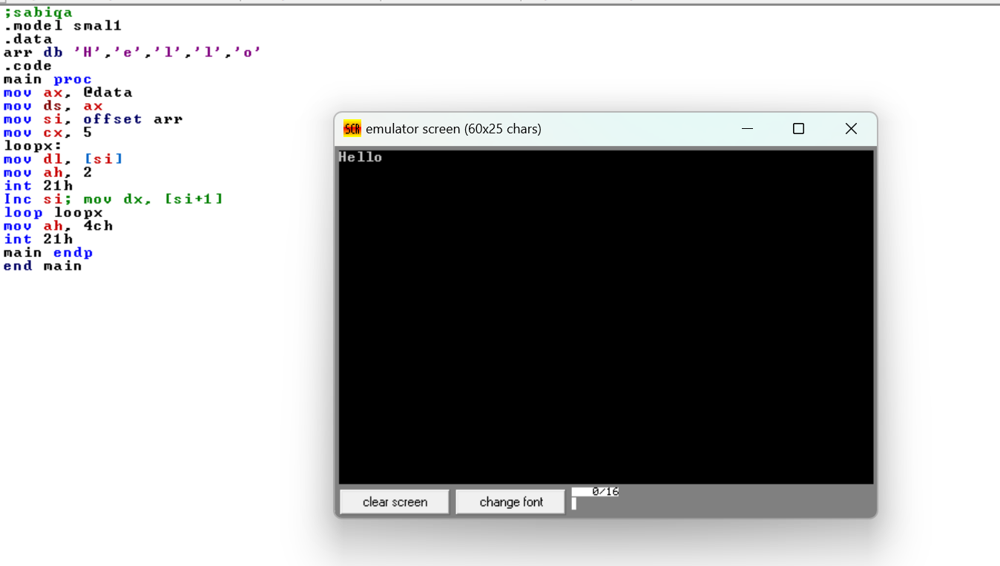 ;sabiqa
.model small
.data
arr db 'H','e','l','l','o'
.code
main proc
mov ax, @data
mov ds, ax
mov si, offset arr
mov cx, 5
loopx:
mov dl, [si]
mov ah, 2
int 21h
Inc si; mov dx, [si+1]
loop loopx
mov ah, 4ch
int 21h
main endp
end main
SCR emulator screen (60x25 chars)
Hello
clear screen change font 0/16